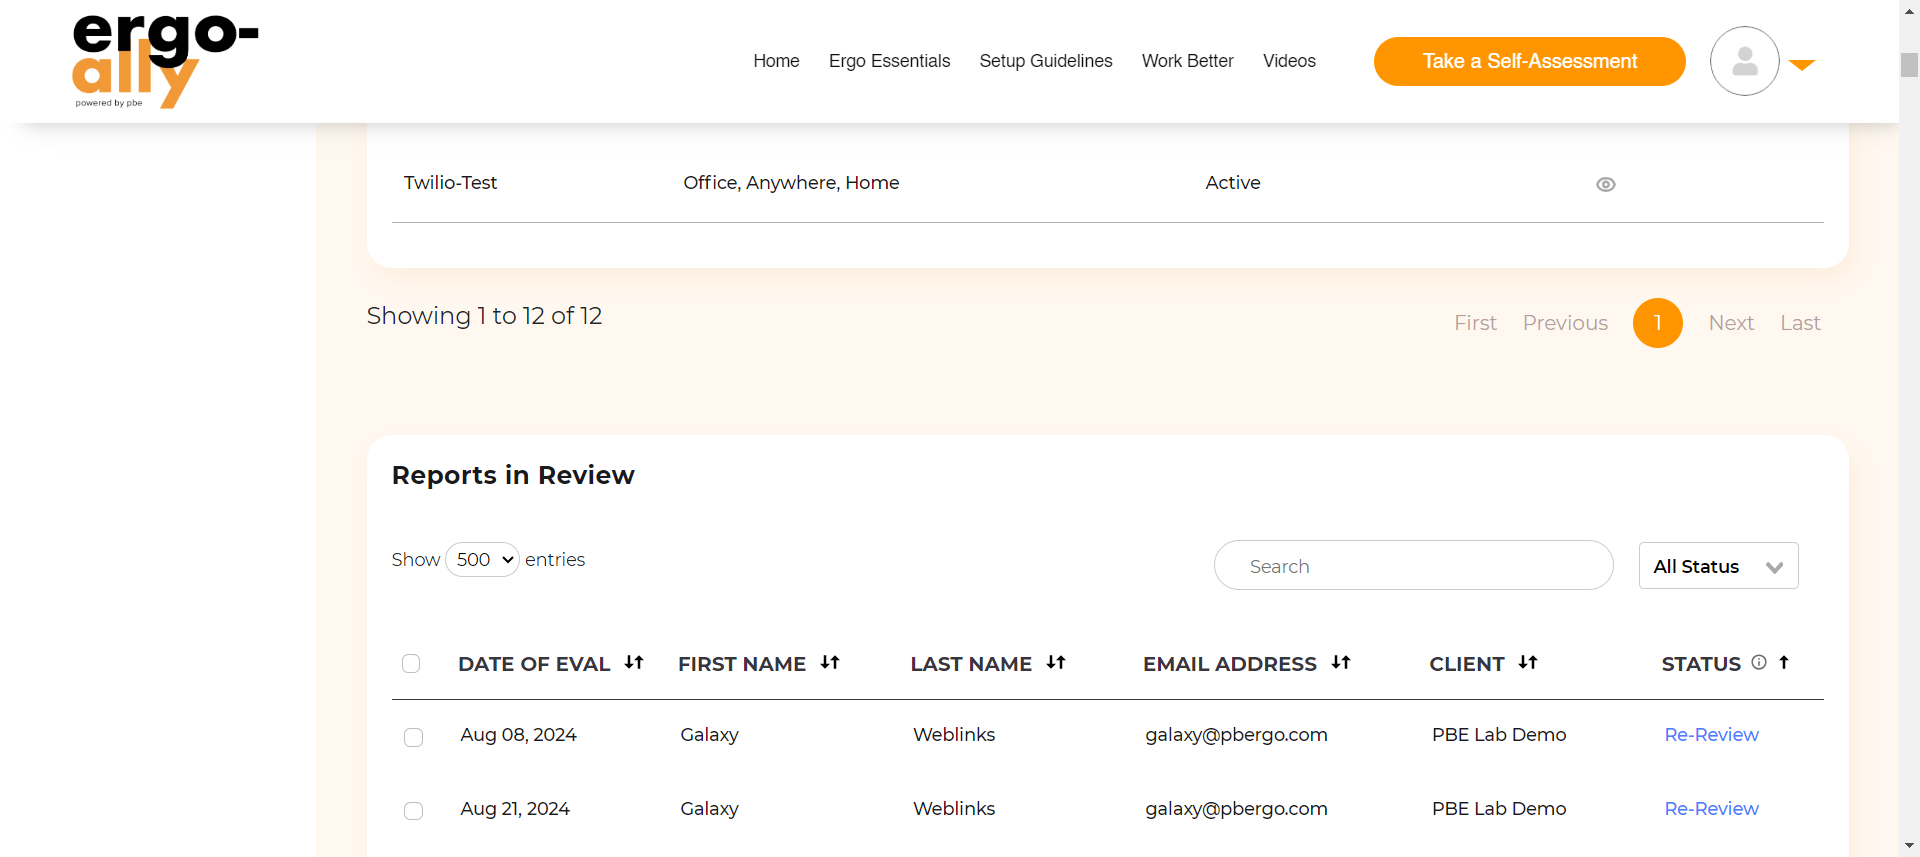 ergo-
ally
powered by pbe
Home Ergo Essentials Setup Guidelines Work Better Videos Take a Self-Assessment
Twilio-Test Office, Anywhere, Home Active
Showing 1 to 12 of 12
First Previous 1 Next Last
Reports in Review
Show 500 entries
Search
All Status
DATE OF EVAL FIRST NAME LAST NAME EMAIL ADDRESS CLIENT STATUS
Aug 08, 2024 Galaxy Weblinks galaxy@pbergo.com PBE Lab Demo Re-Review
Aug 21, 2024 Galaxy Weblinks galaxy@pbergo.com PBE Lab Demo Re-Review